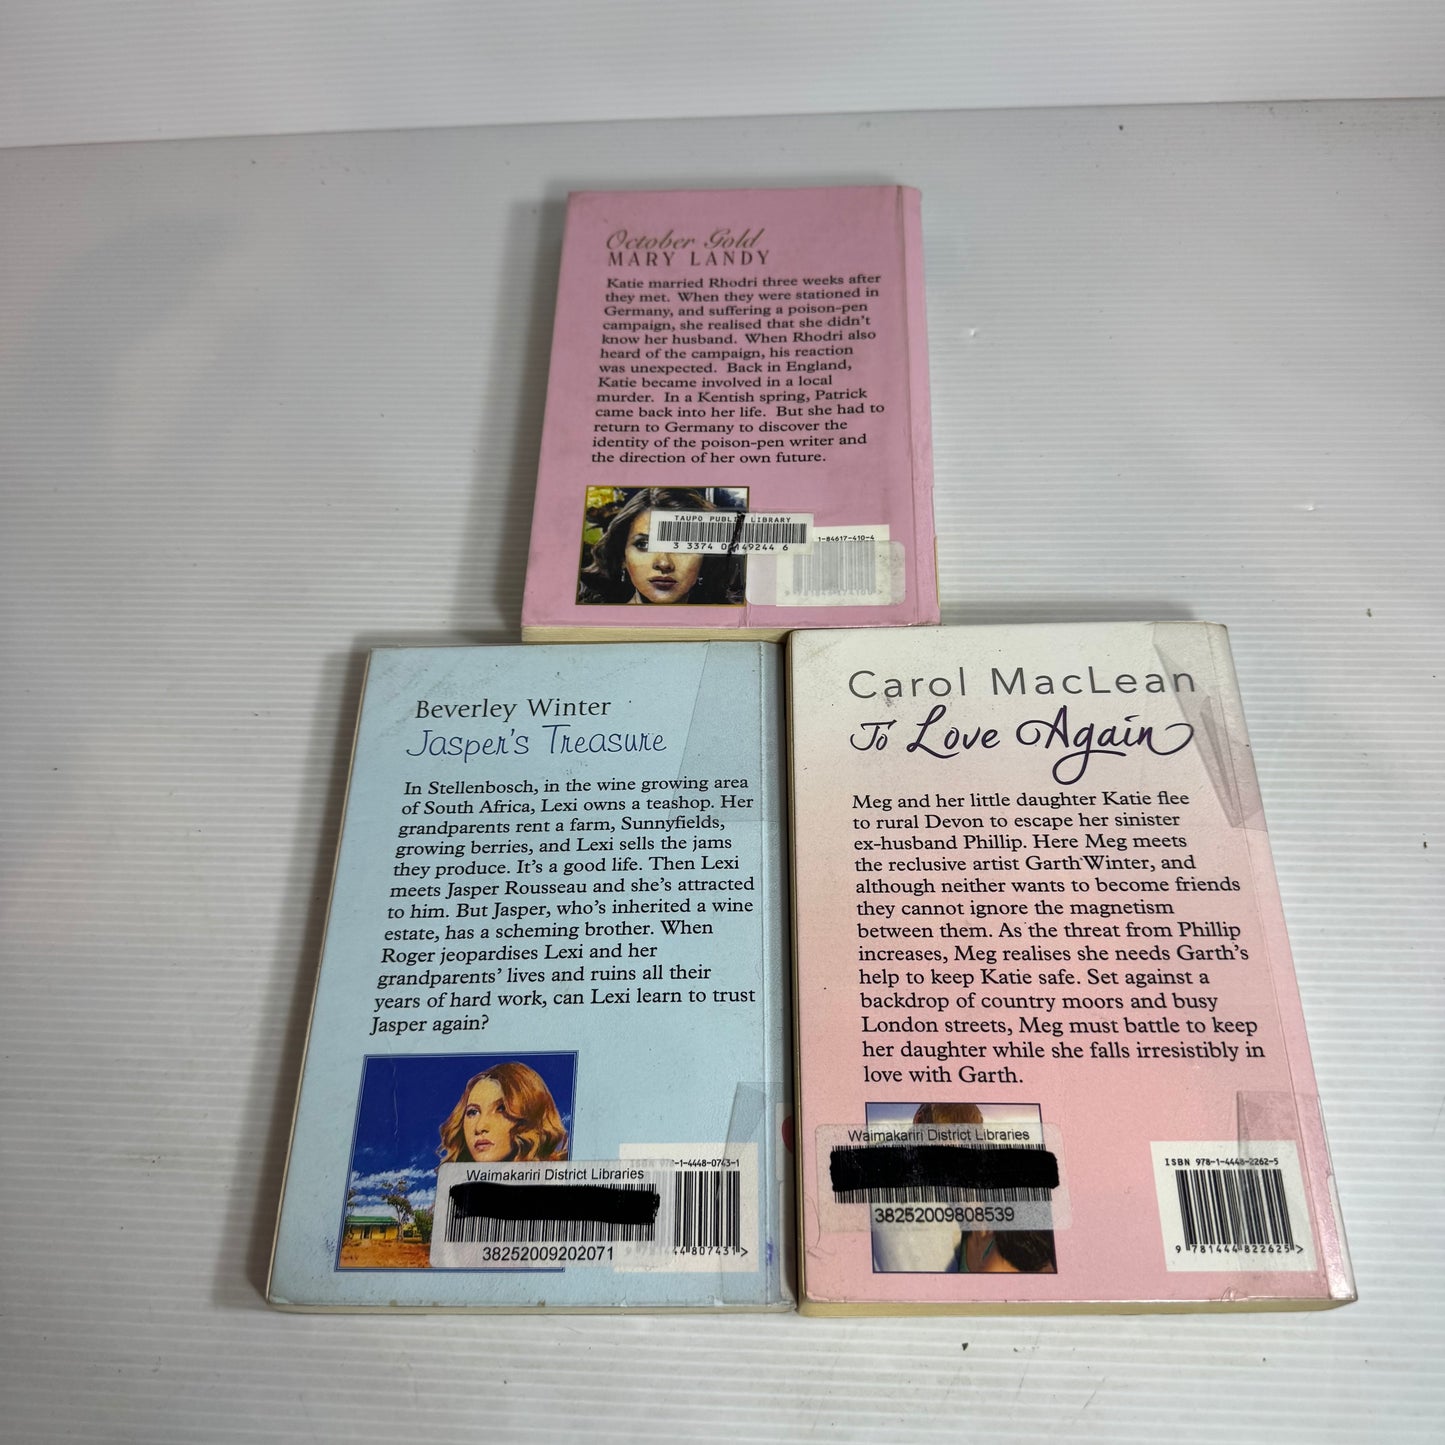 October Gold
MARY LANDY
Katie married Rhodri three weeks after
they met. When they were stationed in
Germany, and suffering a poison-pen
campaign, she realised that she didn't
know her husband. When Rhodri also
heard of the campaign, his reaction
was unexpected. Back in England,
Katie became involved in a local
murder. In a Kentish spring, Patrick
came back into her life. But she had to
return to Germany to discover the
identity of the poison-pen writer and
the direction of her own future.
TAUPO PUBLIC LIBRARY
1-84617-410-4
Beverley Winter
Jasper's Treasure
In Stellenbosch, in the wine growing area
of South Africa, Lexi owns a teashop. Her
grandparents rent a farm, Sunnyfields,
growing berries, and Lexi sells the jams
they produce. It's a good life. Then Lexi
meets Jasper Rousseau and she's attracted
to him. But Jasper, who's inherited a wine
estate, has a scheming brother. When
Roger jeopardises Lexi and her
grandparents' lives and ruins all their
years of hard work, can Lexi learn to trust
Jasper again?
Waimakariri District Libraries
38252009202071
ISBN 978-1-4448-0743-1
9 781444 807431>
Carol MacLean
To Love Again
Meg and her little daughter Katie flee
to rural Devon to escape her sinister
ex-husband Phillip. Here Meg meets
the reclusive artist Garth Winter, and
although neither wants to become friends
they cannot ignore the magnetism
between them. As the threat from Phillip
increases, Meg realises she needs Garth's
help to keep Katie safe. Set against a
backdrop of country moors and busy
London streets, Meg must battle to keep
her daughter while she falls irresistibly in
love with Garth.
Waimakariri District Libraries
38252009808539
ISBN 978-1-4448-2262-5
9 781444 822625>